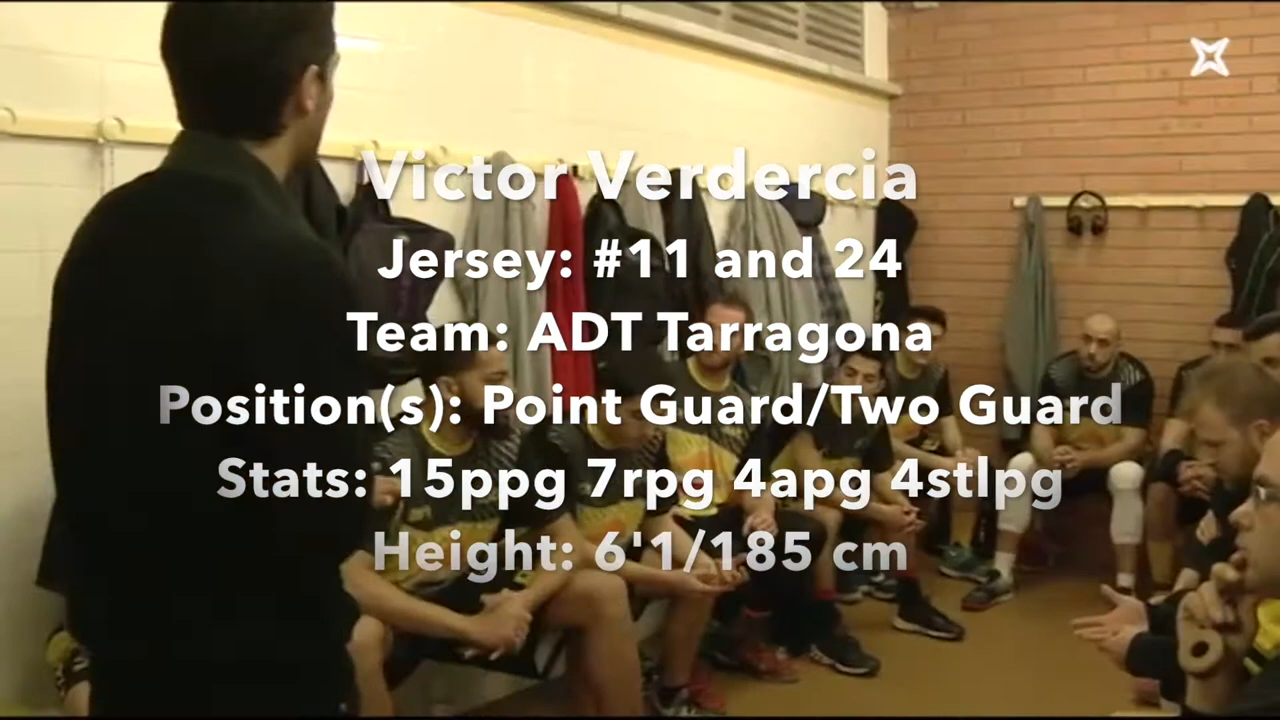 Victor Verdercia
Jersey: #11 and 24
Team: ADT Tarragona
Position(s): Point Guard/Two Guard
Stats: 15ppg 7rpg 4apg 4stlpg
Height: 6'1/185 cm